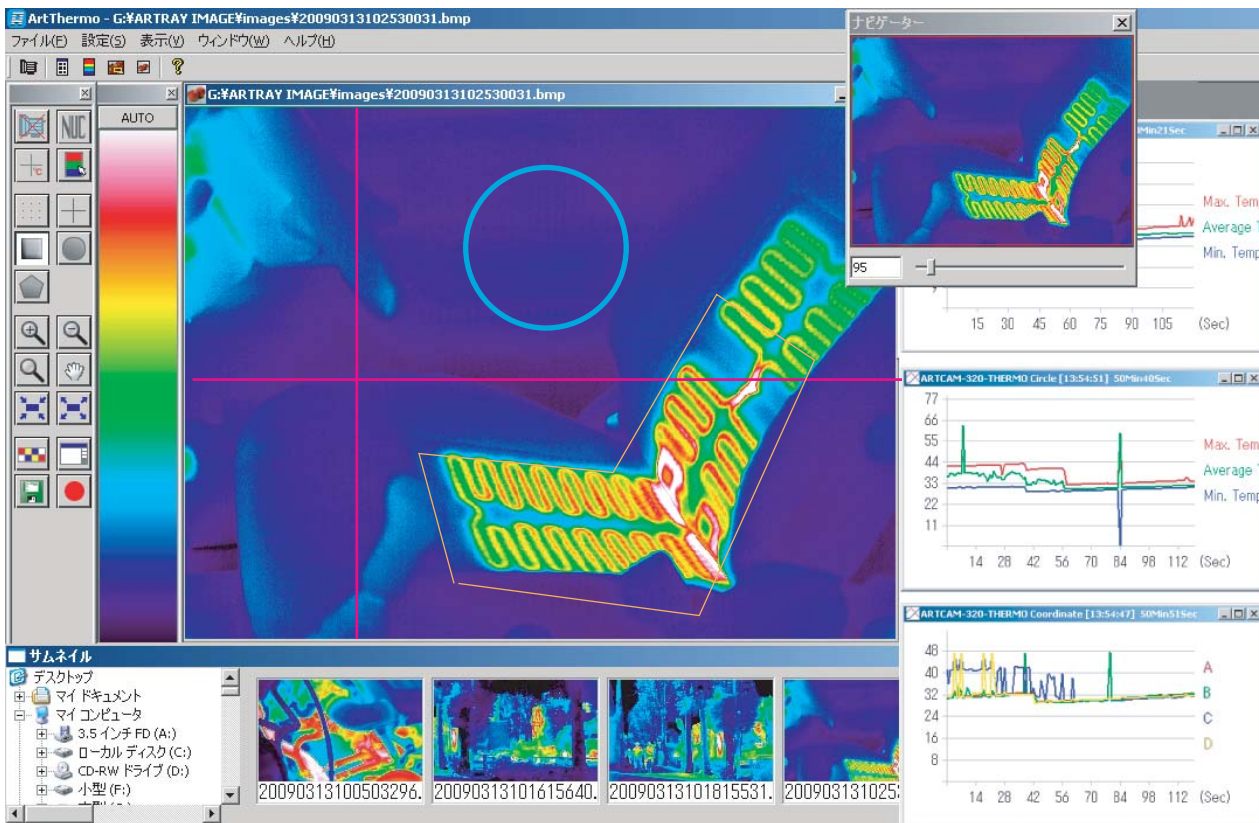 ArtThermo - G:¥ARTRAY IMAGE¥images¥20090313102530031.bmp
ファイル(F) 設定(S) 表示(V) ウィンドウ(W) ヘルプ(H)
ナビゲーター
95
G:¥ARTRAY IMAGE¥images¥20090313102530031.bmp
NUC
℃
AUTO
Min21Sec
Max. Tem
Average T
Min. Temp
15 30 45 60 75 90 105 (Sec)
ARTCAM-320-THERMO Circle [13:54:51] 50Min40Sec
77
66
55
44
33
22
11
Max. Tem
Average T
Min. Temp
14 28 42 56 70 84 98 112 (Sec)
ARTCAM-320-THERMO Coordinate [13:54:47] 50Min51Sec
48
40
32
24
16
8
A
B
C
D
14 28 42 56 70 84 98 112 (Sec)
サムネイル
デスクトップ
マイ ドキュメント
マイ コンピュータ
3.5 インチ FD (A:)
ローカル ディスク (C:)
CD-RW ドライブ (D:)
小型 (F:)
20090313100503296.
20090313101615640.
20090313101815531.
2009031310253